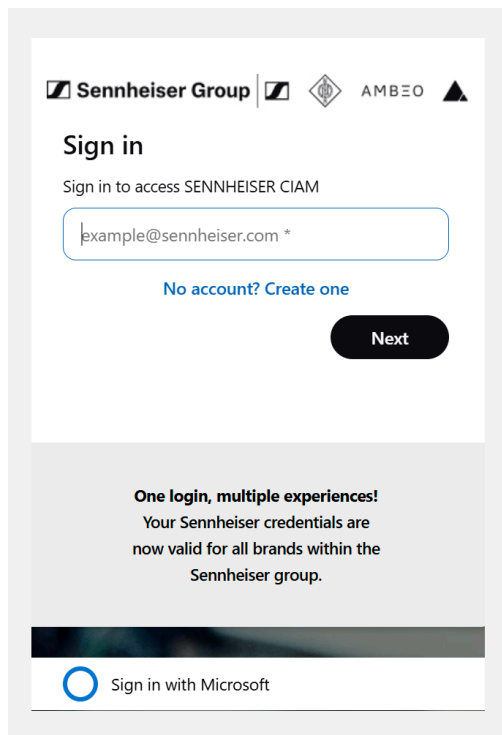 Sennheiser Group
AMBEO
Sign in
Sign in to access SENNHEISER CIAM
example@sennheiser.com *
No account? Create one
Next
One login, multiple experiences!
Your Sennheiser credentials are
now valid for all brands within the
Sennheiser group.
Sign in with Microsoft